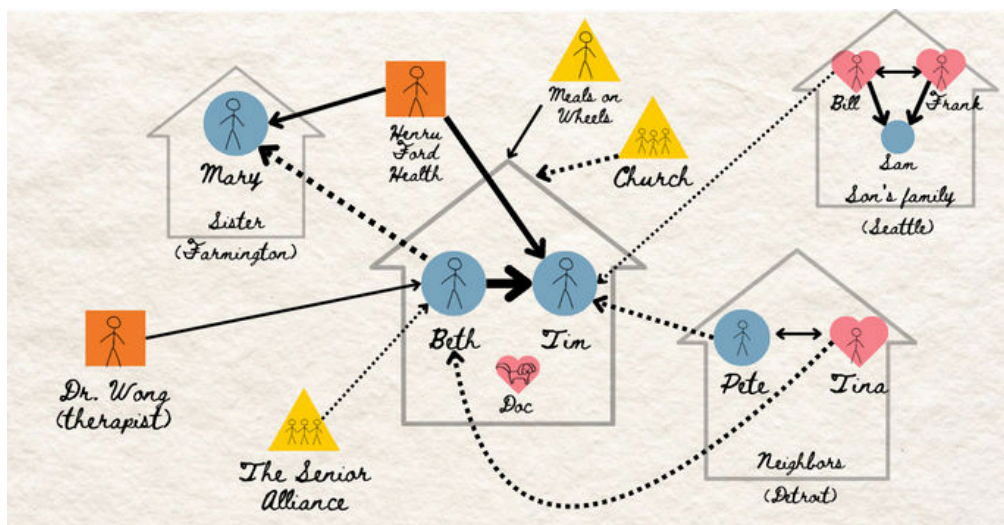 Mary
Sister
(Farmington)
Henru
Ford
Health
Meals on
Wheels
Church
Bill
Frank
Sam
Son's family
(Seattle)
Beth
Tim
Doc
Dr. Wong
(therapist)
The Senior
Alliance
Pete
Tina
Neighbors
(Detroit)